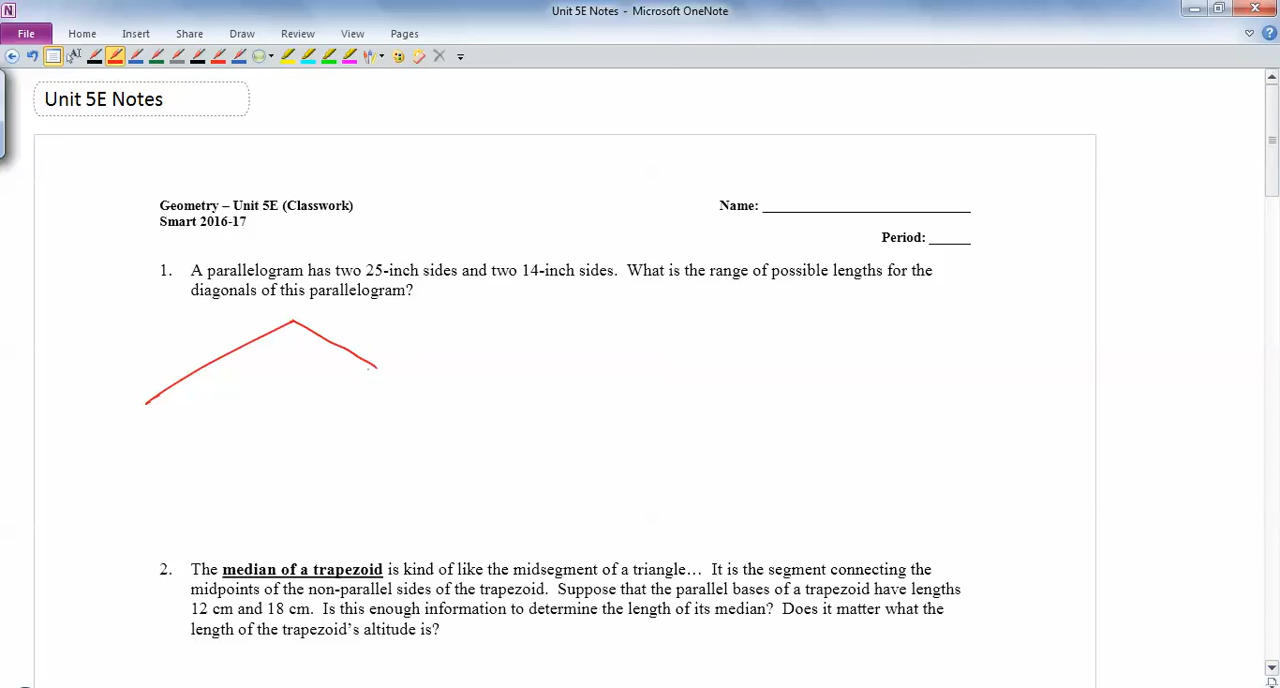 Unit 5E Notes - Microsoft OneNote
File Home Insert Share Draw Review View Pages
Unit 5E Notes
Geometry – Unit 5E (Classwork) Name: ____________________
Smart 2016-17
Period: _____
1. A parallelogram has two 25-inch sides and two 14-inch sides. What is the range of possible lengths for the
diagonals of this parallelogram?
2. The median of a trapezoid is kind of like the midsegment of a triangle… It is the segment connecting the
midpoints of the non-parallel sides of the trapezoid. Suppose that the parallel bases of a trapezoid have lengths
12 cm and 18 cm. Is this enough information to determine the length of its median? Does it matter what the
length of the trapezoid’s altitude is?